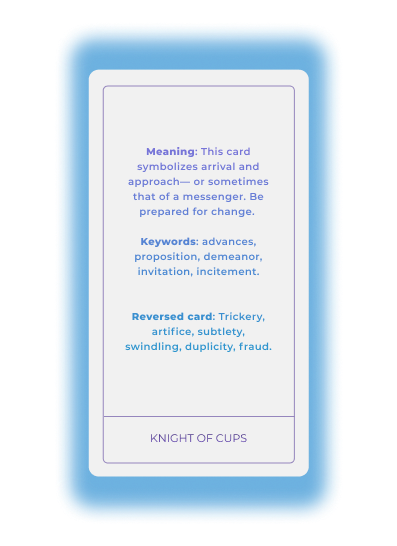 Meaning: This card
symbolizes arrival and
approach— or sometimes
that of a messenger. Be
prepared for change.
Keywords: advances,
proposition, demeanor,
invitation, incitement.
Reversed card: Trickery,
artifice, subtlety,
swindling, duplicity, fraud.
KNIGHT OF CUPS